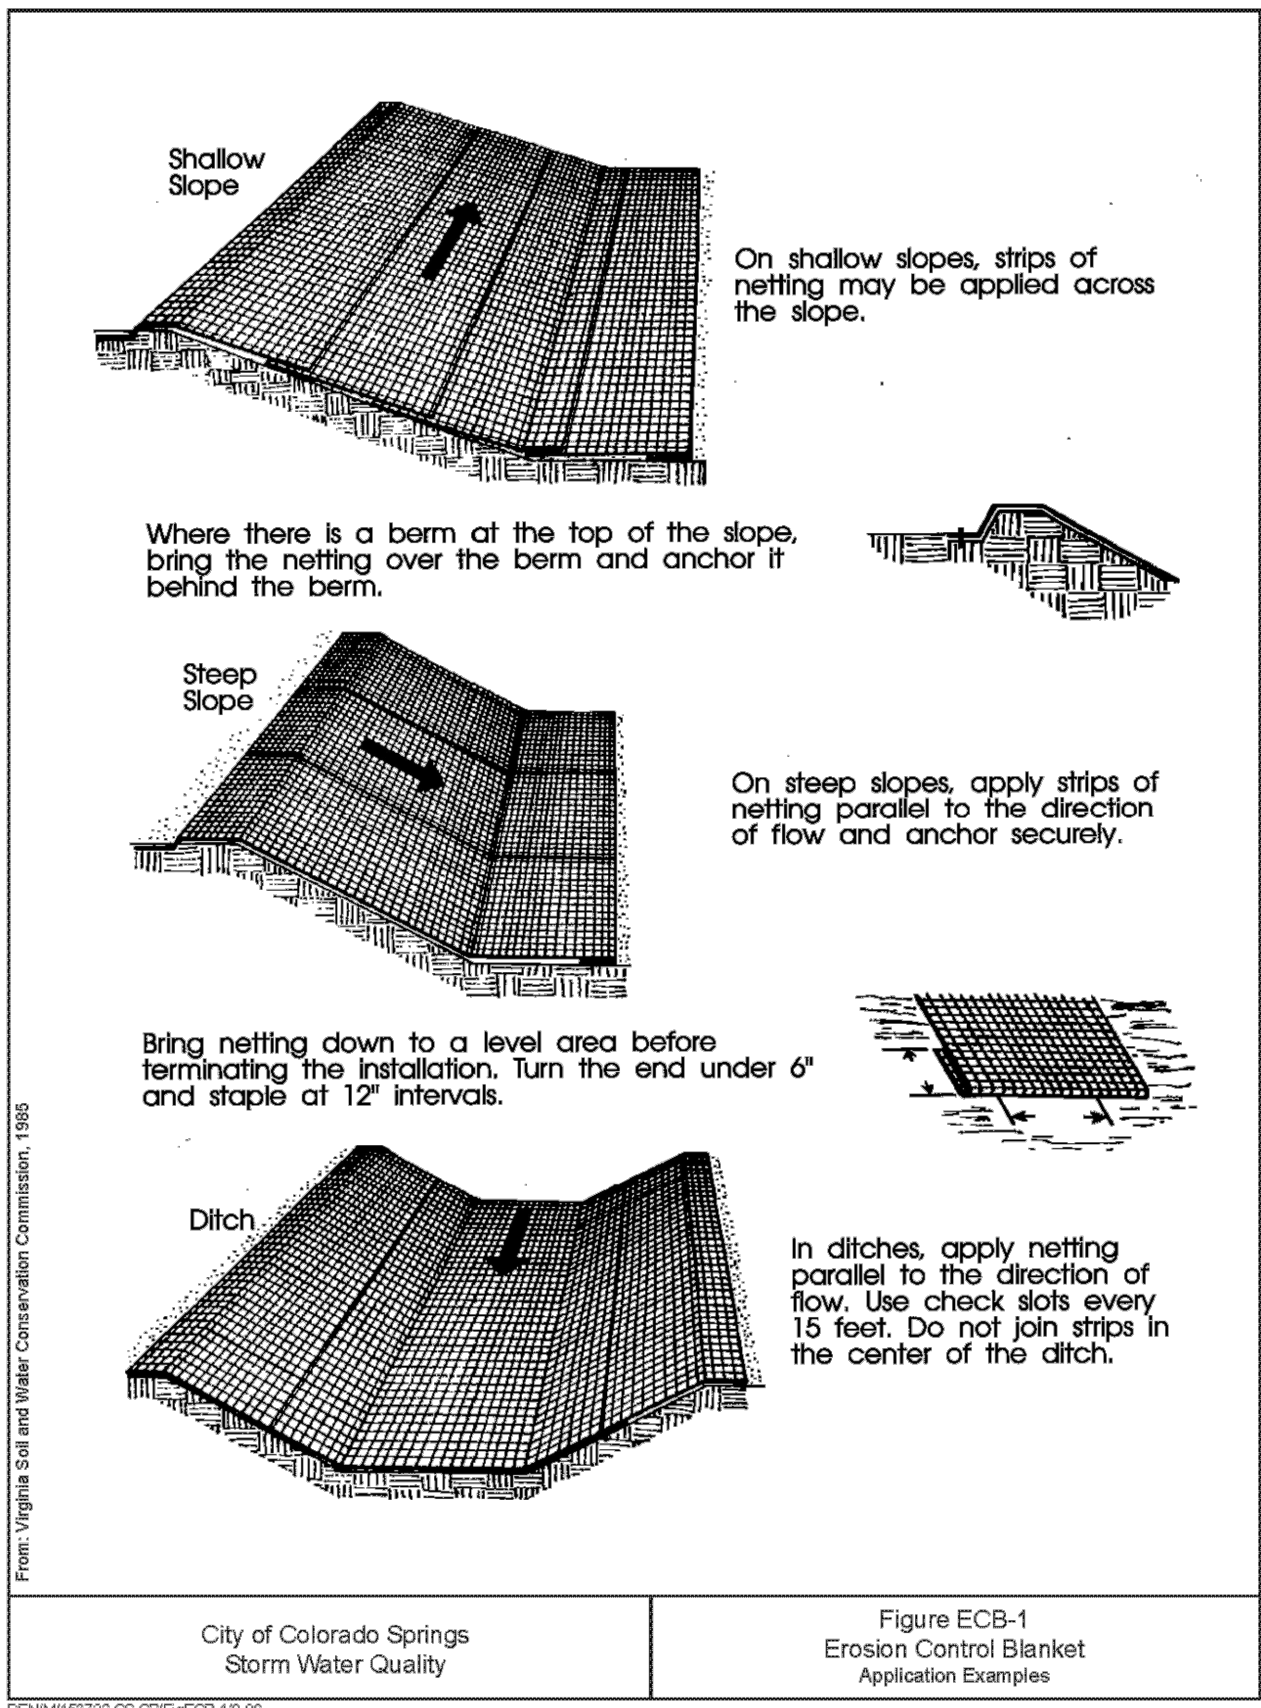 Shallow
Slope
On shallow slopes, strips of
netting may be applied across
the slope.
Where there is a berm at the top of the slope,
bring the netting over the berm and anchor it
behind the berm.
Steep
Slope
On steep slopes, apply strips of
netting parallel to the direction
of flow and anchor securely.
Bring netting down to a level area before
terminating the installation. Turn the end under 6"
and staple at 12" intervals.
Ditch
In ditches, apply netting
parallel to the direction of
flow. Use check slots every
15 feet. Do not join strips in
the center of the ditch.
From: Virginia Soil and Water Conservation Commission, 1985
City of Colorado Springs
Storm Water Quality
Figure ECB-1
Erosion Control Blanket
Application Examples